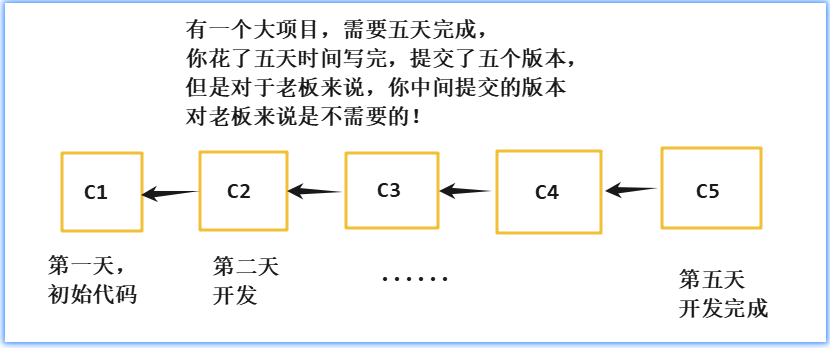 有一个大项目，需要五天完成，
你花了五天时间写完，提交了五个版本，
但是对于老板来说，你中间提交的版本
对老板来说是不需要的！
C1
C2
C3
C4
C5
第一天，
初始代码
第二天
开发
······
第五天
开发完成